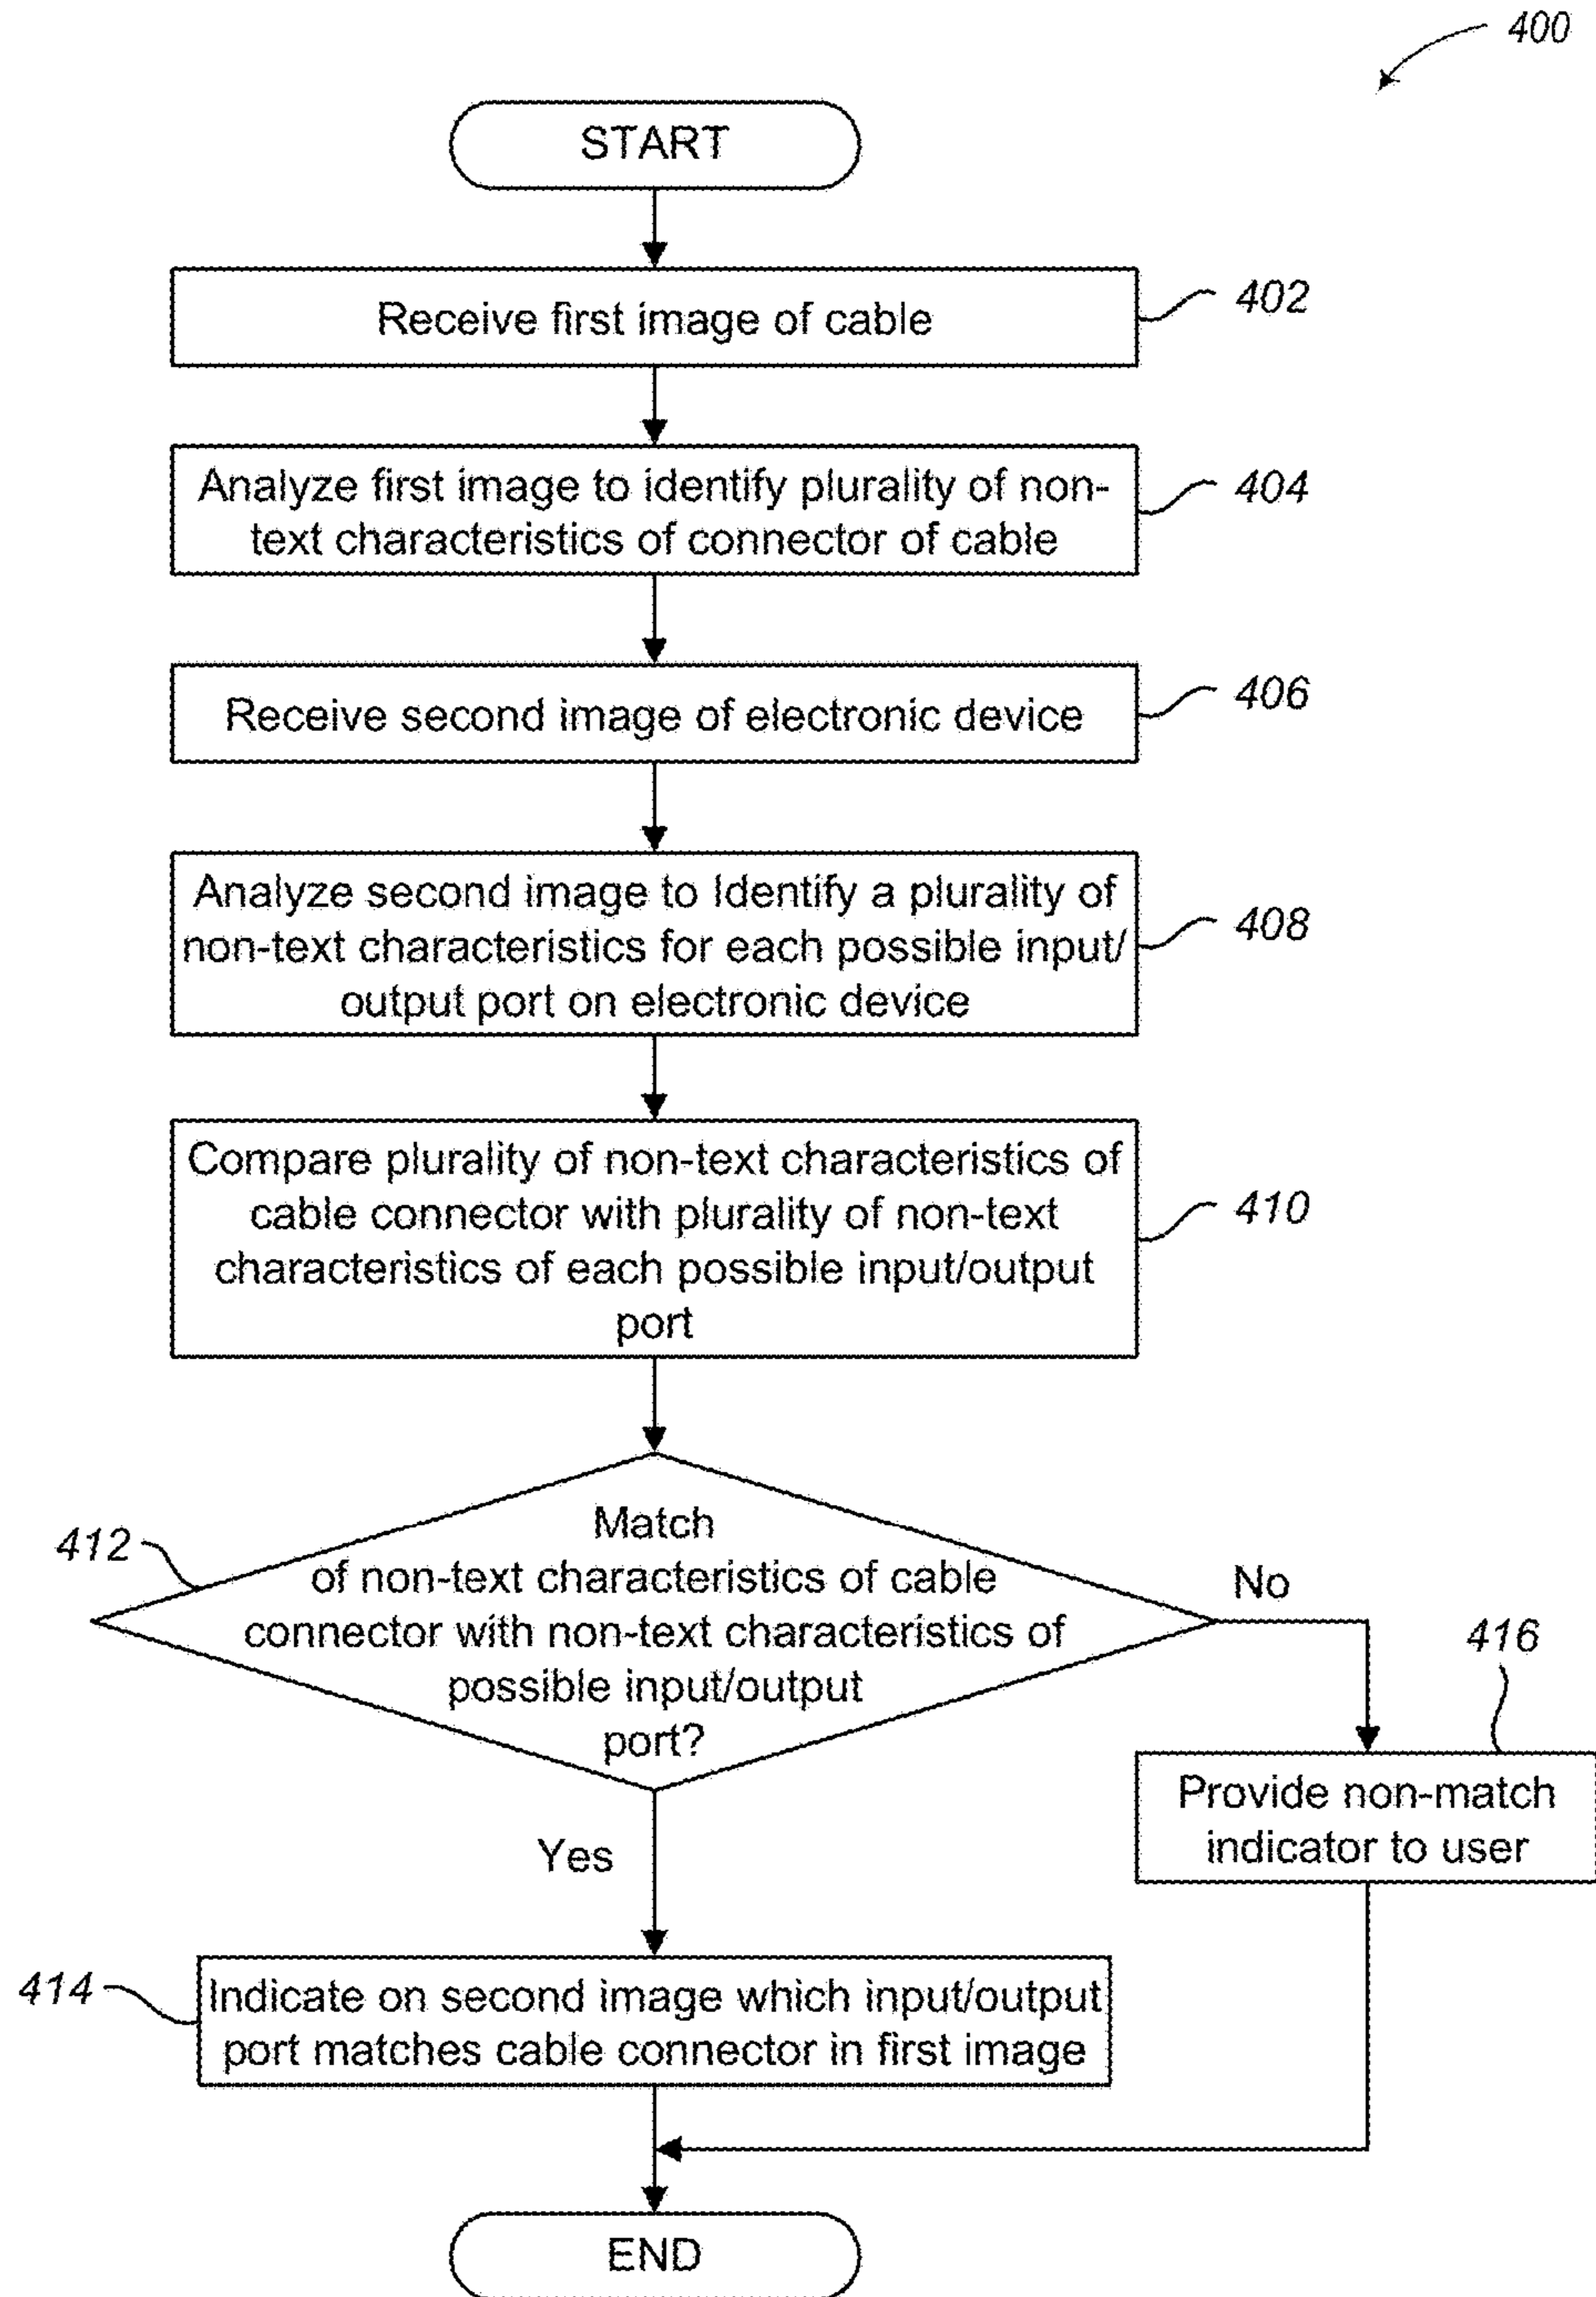 400
START
Receive first image of cable
402
Analyze first image to identify plurality of non-
text characteristics of connector of cable
404
Receive second image of electronic device
406
Analyze second image to Identify a plurality of
non-text characteristics for each possible input/
output port on electronic device
408
Compare plurality of non-text characteristics of
cable connector with plurality of non-text
characteristics of each possible input/output
port
410
412
Match
of non-text characteristics of cable
connector with non-text characteristics of
possible input/output
port?
No
416
Provide non-match
indicator to user
Yes
414
Indicate on second image which input/output
port matches cable connector in first image
END